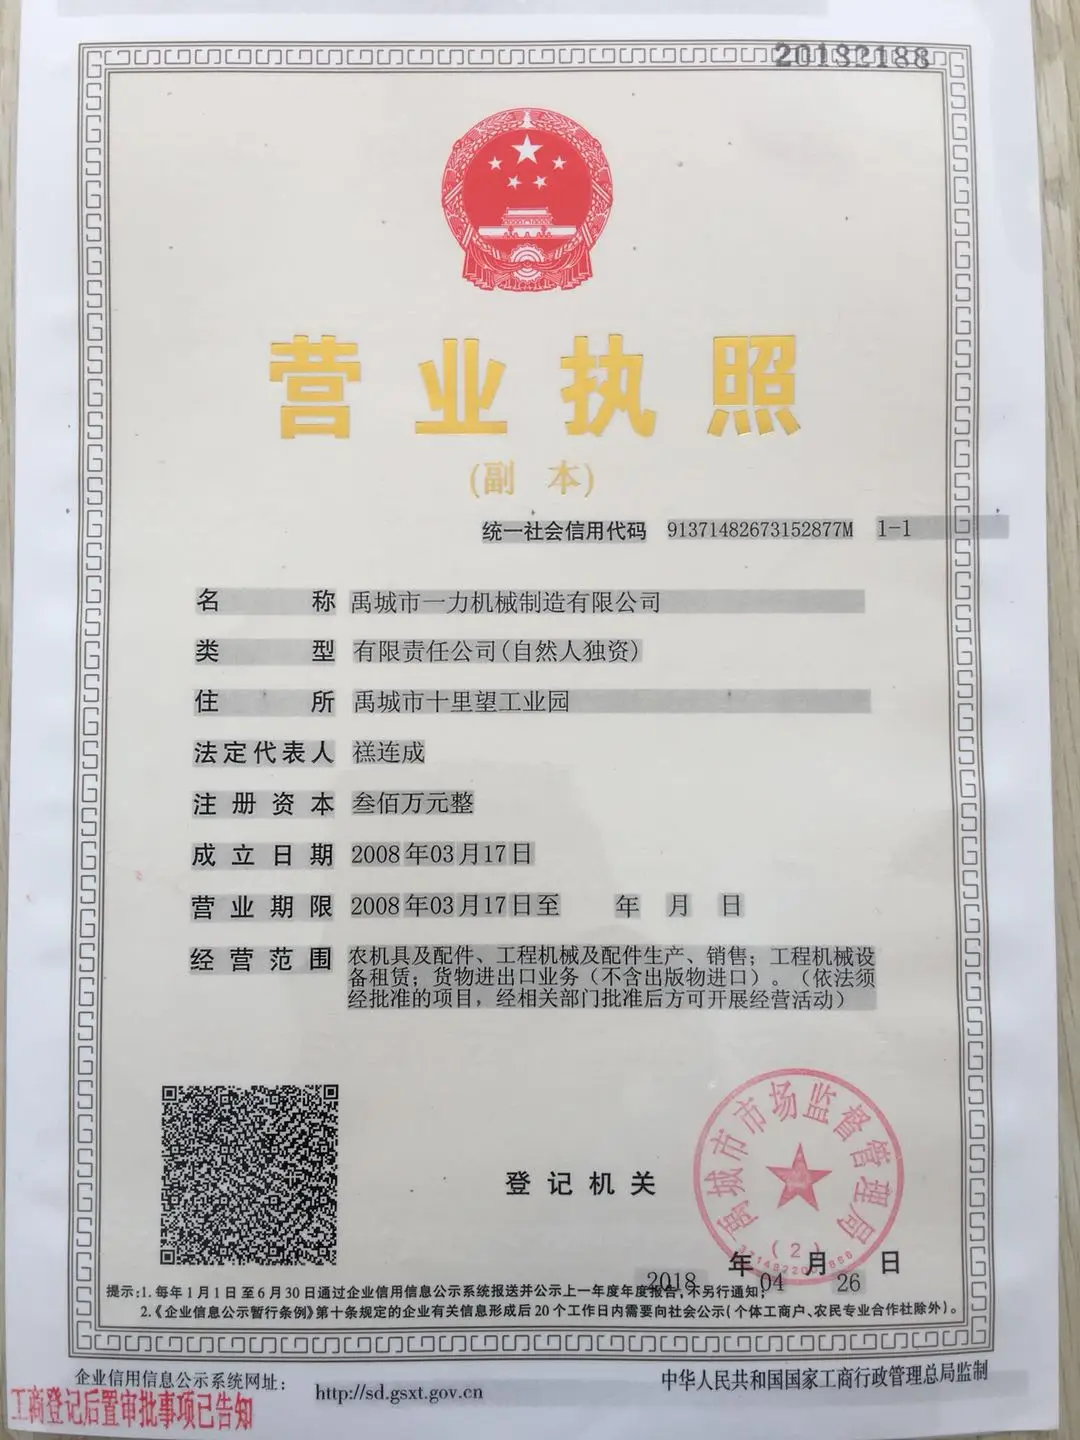 20182188
营业执照
(副 本)
统一社会信用代码 91371482673152877M 1-1
名 称 禹城市一力机械制造有限公司
类 型 有限责任公司(自然人独资)
住 所 禹城市十里望工业园
法定代表人 禚连成
注册资本 叁佰万元整
成立日期 2008年03月17日
营业期限 2008年03月17日至 年 月 日
经营范围 农机具及配件、工程机械及配件生产、销售；工程机械设
备租赁；货物进出口业务（不含出版物进口）。（依法须
经批准的项目，经相关部门批准后方可开展经营活动）
禹城市市场监督管理局
(2)
登记机关
2018 年 04 月 26 日
提示:1.每年1月1日至6月30日通过企业信用信息公示系统报送并公示上一年度年度报告,不另行通知;
2.《企业信息公示暂行条例》第十条规定的企业有关信息形成后20个工作日内需要向社会公示(个体工商户、农民专业合作社除外)。
企业信用信息公示系统网址: http://sd.gsxt.gov.cn 中华人民共和国国家工商行政管理总局监制
工商登记后置审批事项已告知